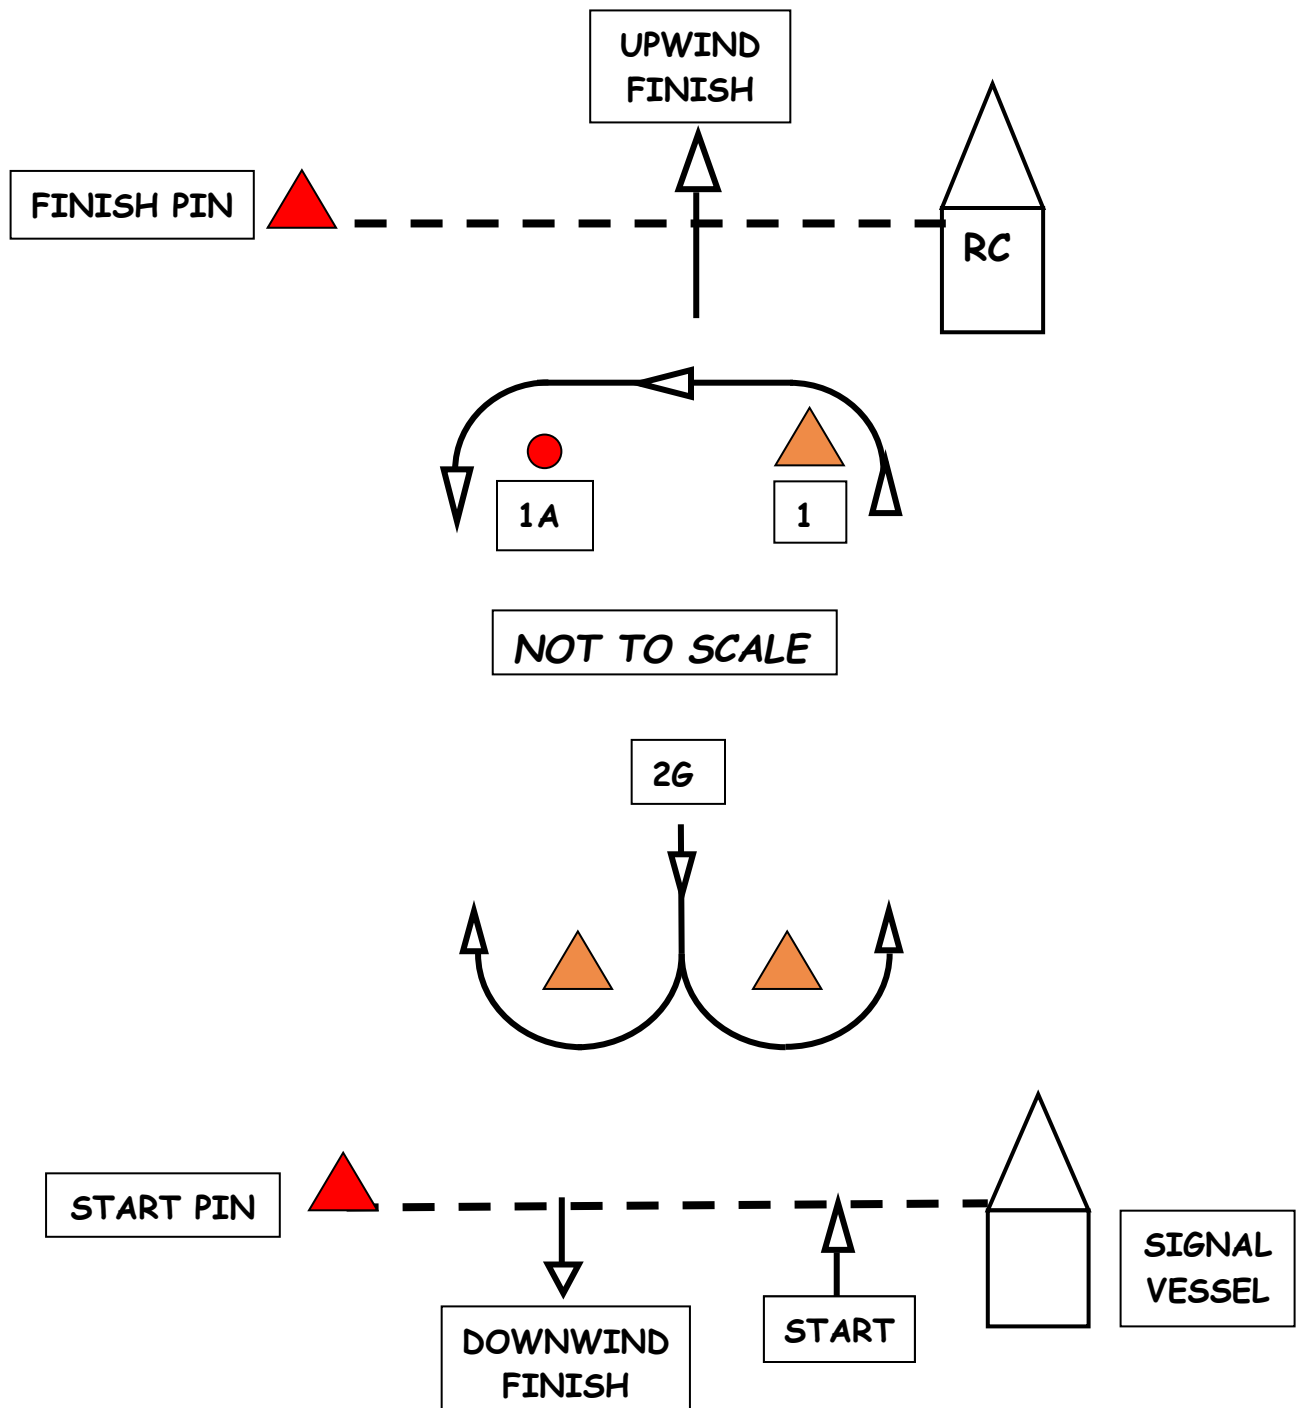 UPWIND
FINISH
FINISH PIN
RC
1A
1
NOT TO SCALE
2G
START PIN
SIGNAL
VESSEL
START
DOWNWIND
FINISH